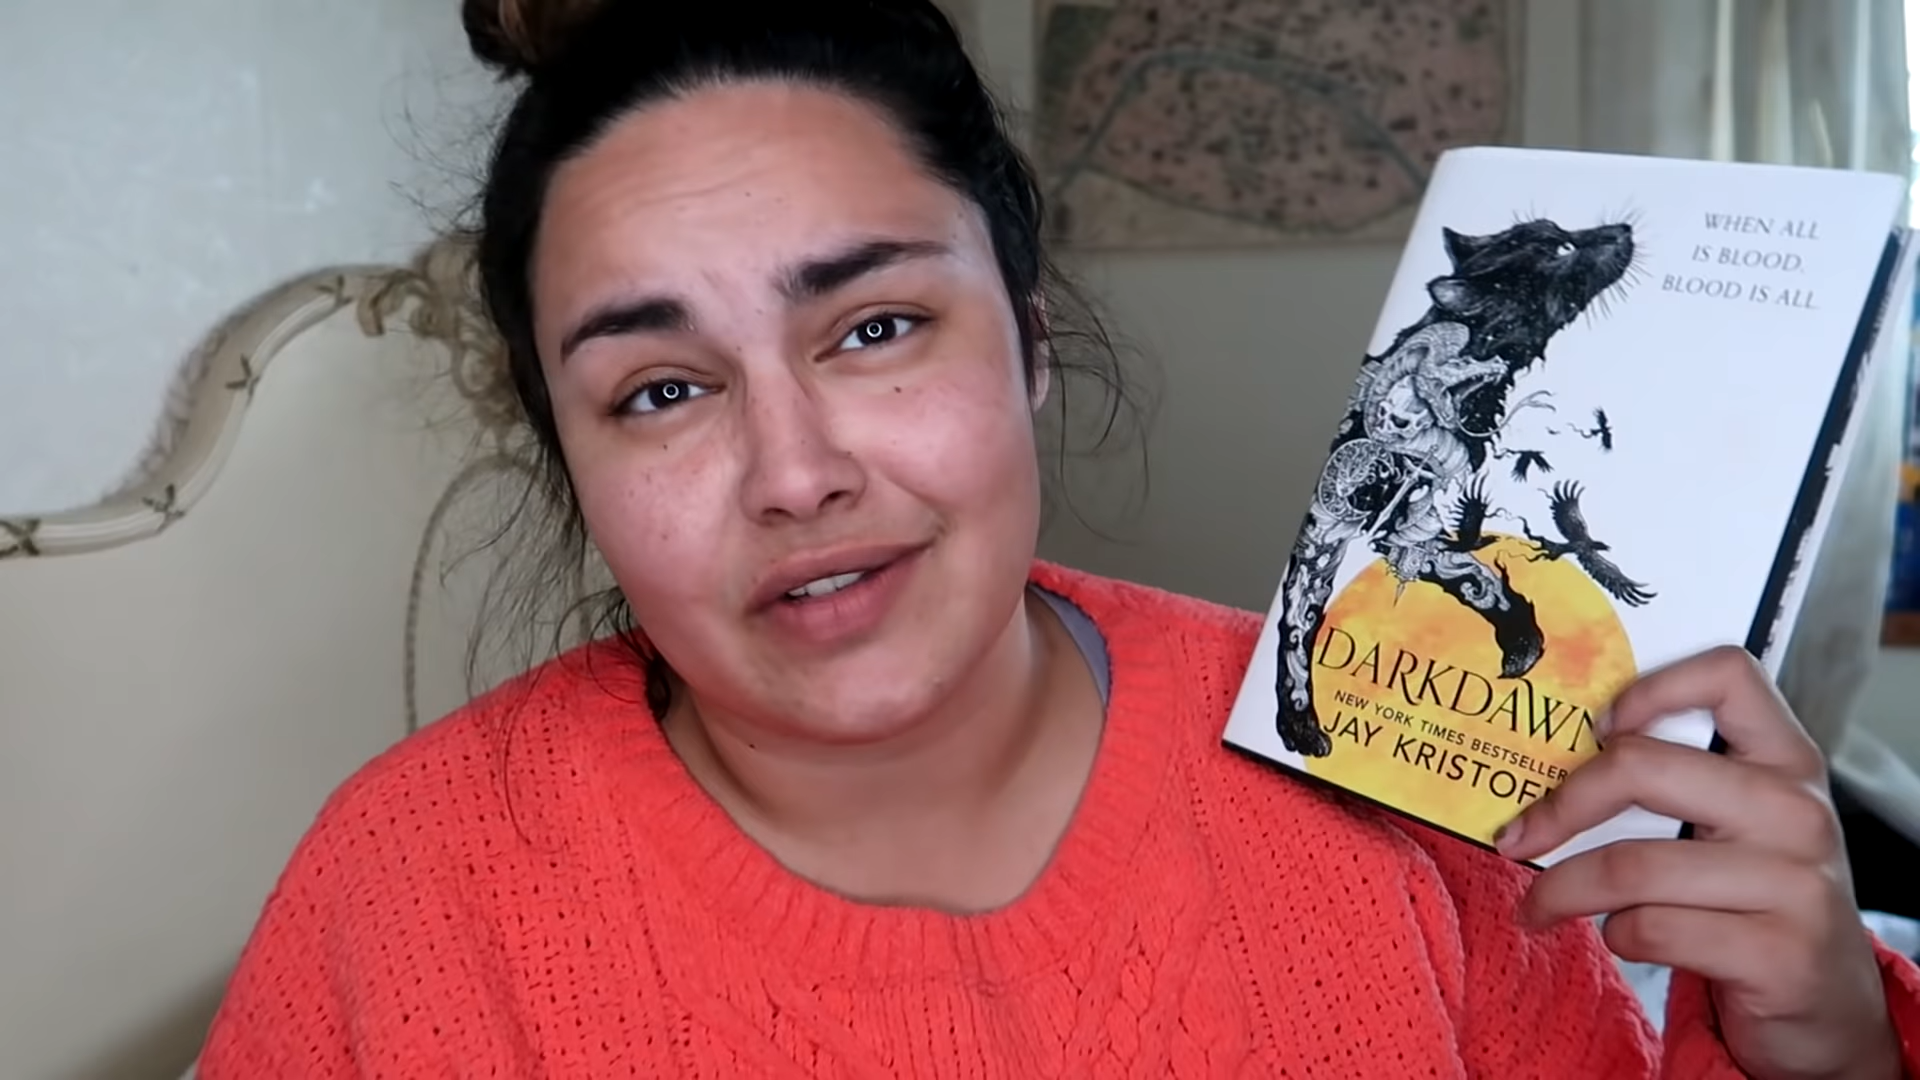 WHEN ALL
IS BLOOD,
BLOOD IS ALL.
DARKDAWN
NEW YORK TIMES BESTSELLER
JAY KRISTOF